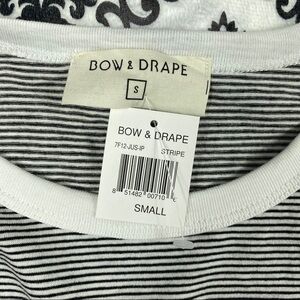 BOW & DRAPE
S
BOW & DRAPE
7F12-JUS-IP STRIPE
8 51482 00710
SMALL